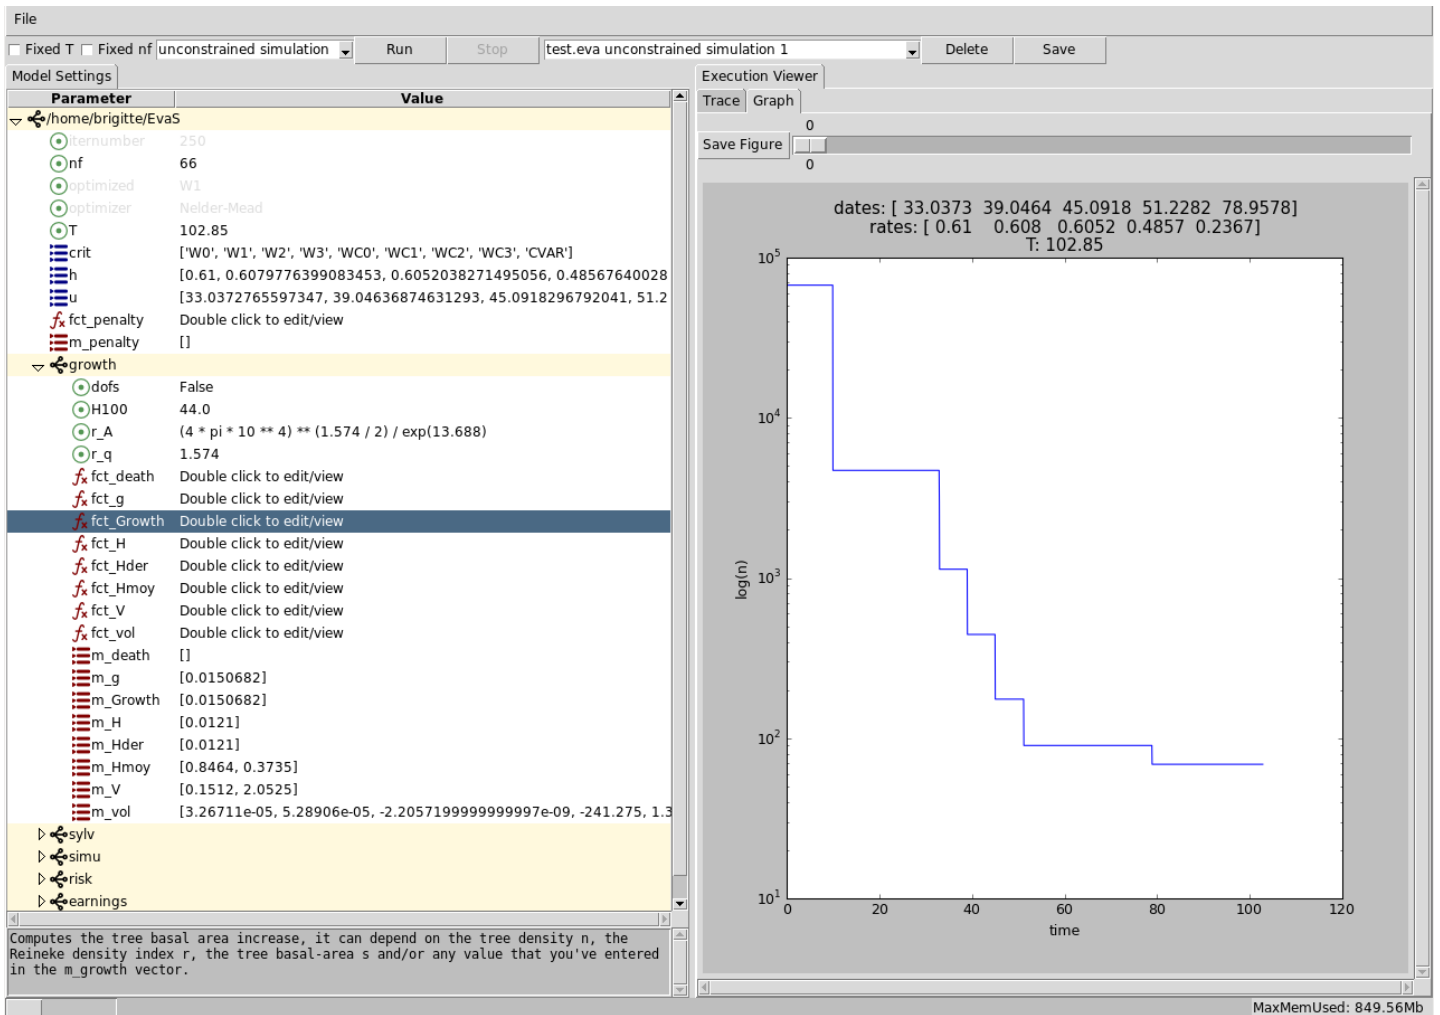 File
Fixed T Fixed nf unconstrained simulation Run Stop test.eva unconstrained simulation 1 Delete Save
Model Settings
Parameter Value
/home/brigitte/EvaS
iternumber 250
nf 66
optimized W1
optimizer Nelder-Mead
T 102.85
crit ['W0', 'W1', 'W2', 'W3', 'WC0', 'WC1', 'WC2', 'WC3', 'CVAR']
h [0.61, 0.6079776399083453, 0.6052038271495056, 0.48567640028
u [33.0372765597347, 39.04636874631293, 45.0918296792041, 51.2
fct_penalty Double click to edit/view
m_penalty []
growth
dofs False
H100 44.0
r_A (4 * pi * 10 ** 4) ** (1.574 / 2) / exp(13.688)
r_q 1.574
fct_death Double click to edit/view
fct_g Double click to edit/view
fct_Growth Double click to edit/view
fct_H Double click to edit/view
fct_Hder Double click to edit/view
fct_Hmoy Double click to edit/view
fct_V Double click to edit/view
fct_vol Double click to edit/view
m_death []
m_g [0.0150682]
m_Growth [0.0150682]
m_H [0.0121]
m_Hder [0.0121]
m_Hmoy [0.8464, 0.3735]
m_V [0.1512, 2.0525]
m_vol [3.26711e-05, 5.28906e-05, -2.2057199999999997e-09, -241.275, 1.3
sylv
simu
risk
earnings
Computes the tree basal area increase, it can depend on the tree density n, the
Reineke density index r, the tree basal-area s and/or any value that you've entered
in the m_growth vector.
Execution Viewer
Trace Graph
0
Save Figure
0
dates: [ 33.0373 39.0464 45.0918 51.2282 78.9578]
rates: [ 0.61 0.608 0.6052 0.4857 0.2367]
T: 102.85
10^5
10^4
10^3
10^2
10^1
log(n)
0 20 40 60 80 100 120
time
MaxMemUsed: 849.56Mb